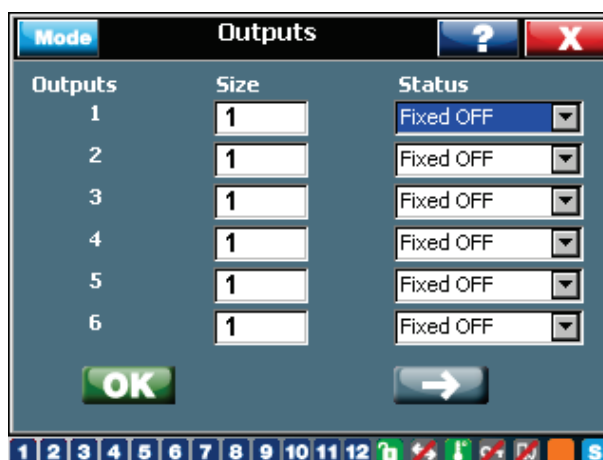 Mode Outputs ? X
Outputs Size Status
1 1 Fixed OFF
2 1 Fixed OFF
3 1 Fixed OFF
4 1 Fixed OFF
5 1 Fixed OFF
6 1 Fixed OFF
OK
1 2 3 4 5 6 7 8 9 10 11 12 S